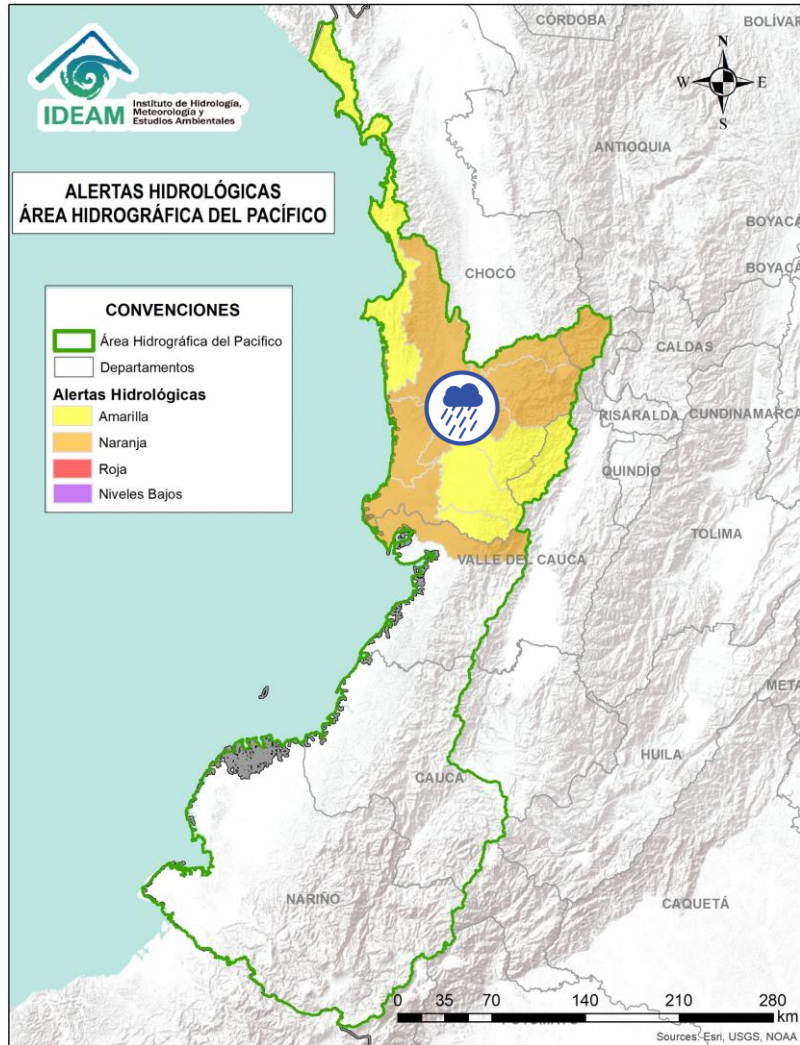 CÓRDOBA
BOLÍVAR
IDEAM
Instituto de Hidrología,
Meteorología y
Estudios Ambientales
N
W E
S
ANTIOQUIA
ALERTAS HIDROLÓGICAS
ÁREA HIDROGRÁFICA DEL PACÍFICO
BOYACÁ
BOYACÁ
CHOCÓ
CONVENCIONES
Área Hidrográfica del Pacifico
Departamentos
Alertas Hidrológicas
Amarilla
Naranja
Roja
Niveles Bajos
CALDAS
RISARALDA
CUNDINAMARCA
QUINDÍO
TOLIMA
VALLE DEL CAUCA
META
HUILA
CAUCA
NARIÑO
CAQUETÁ
0 35 70 140 210 280
km
Sources: Esri, USGS, NOAA